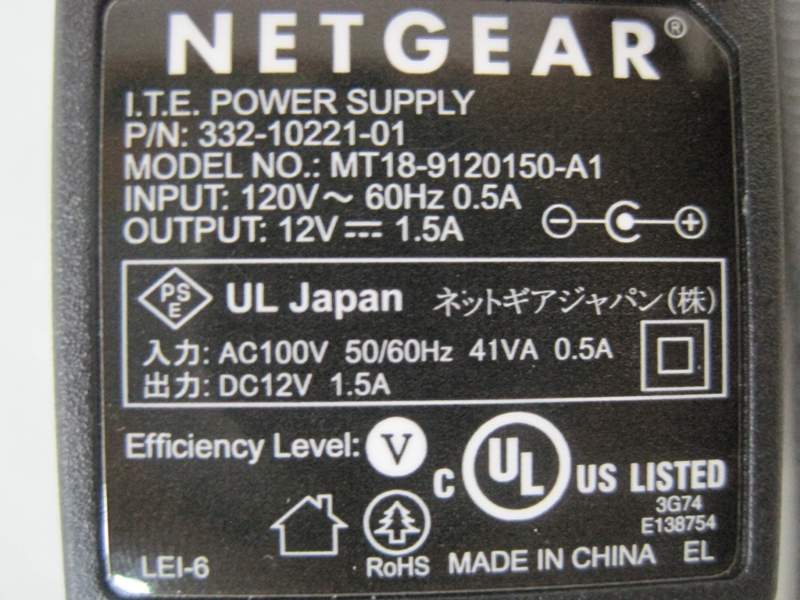 NETGEAR®
I.T.E. POWER SUPPLY
P/N: 332-10221-01
MODEL NO.: MT18-9120150-A1
INPUT: 120V～ 60Hz 0.5A
OUTPUT: 12V⎓ 1.5A
PSE UL Japan ネットギアジャパン(株)
入力: AC100V 50/60Hz 41VA 0.5A
出力: DC12V 1.5A
Efficiency Level: V
C UL US LISTED
3G74
E138754
LEI-6 RoHS MADE IN CHINA EL